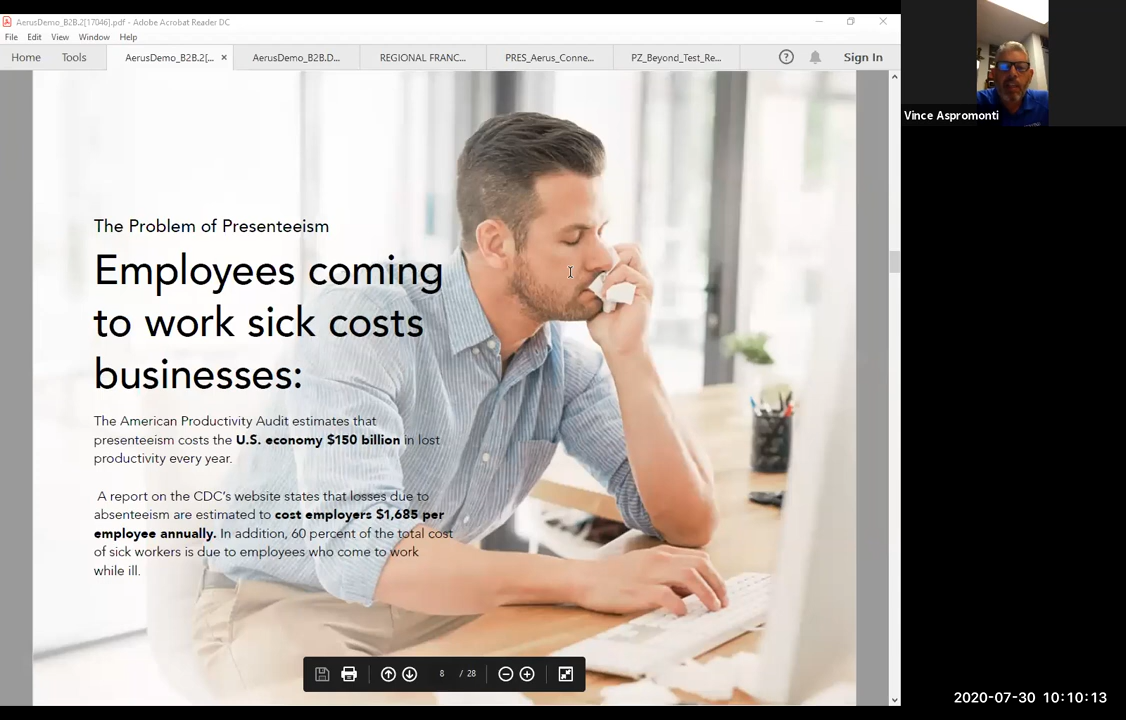 AerusDemo_B2B.2[17046].pdf - Adobe Acrobat Reader DC
File Edit View Window Help
Home Tools AerusDemo_B2B.2[... × AerusDemo_B2B.D... REGIONAL FRANC... PRES_Aerus_Conne... PZ_Beyond_Test_Re... Sign In
Vince Aspromonti
The Problem of Presenteeism
Employees coming
to work sick costs
businesses:
The American Productivity Audit estimates that
presenteeism costs the U.S. economy $150 billion in lost
productivity every year.
A report on the CDC's website states that losses due to
absenteeism are estimated to cost employers $1,685 per
employee annually. In addition, 60 percent of the total cost
of sick workers is due to employees who come to work
while ill.
8 / 28
2020-07-30 10:10:13